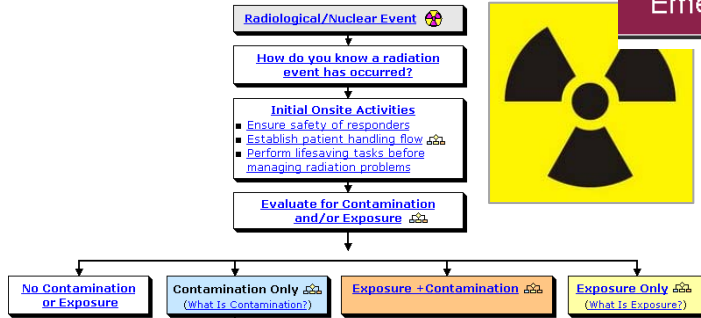 Eme
Radiological/Nuclear Event
How do you know a radiation
event has occurred?
Initial Onsite Activities
Ensure safety of responders
Establish patient handling flow
Perform lifesaving tasks before
managing radiation problems
Evaluate for Contamination
and/or Exposure
No Contamination
or Exposure
Contamination Only
(What Is Contamination?)
Exposure +Contamination
Exposure Only
(What Is Exposure?)